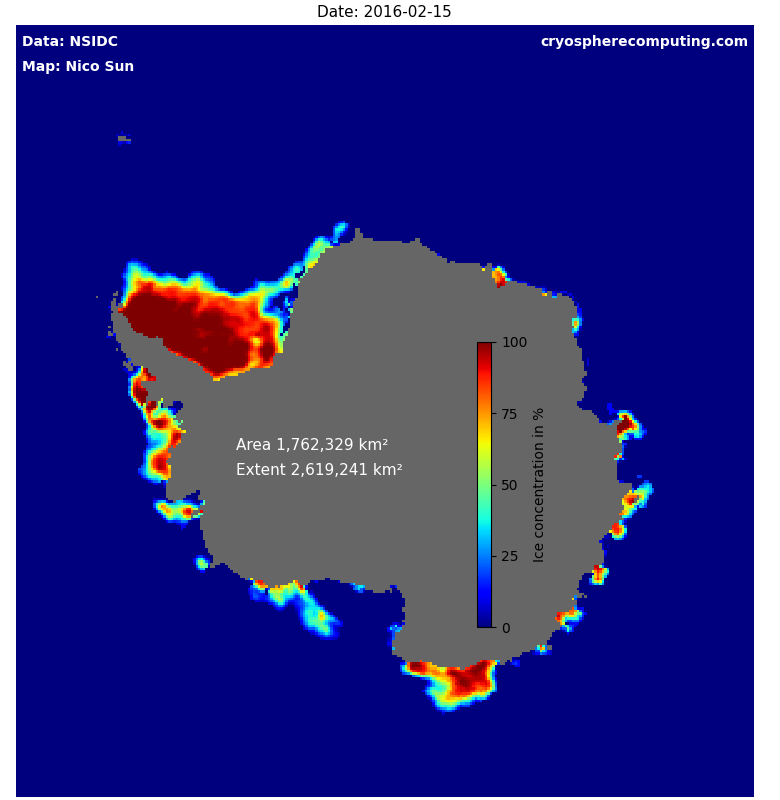 Date: 2016-02-15
Data: NSIDC
cryospherecomputing.com
Map: Nico Sun
100
75
50
25
0
Ice concentration in %
Area 1,762,329 km²
Extent 2,619,241 km²